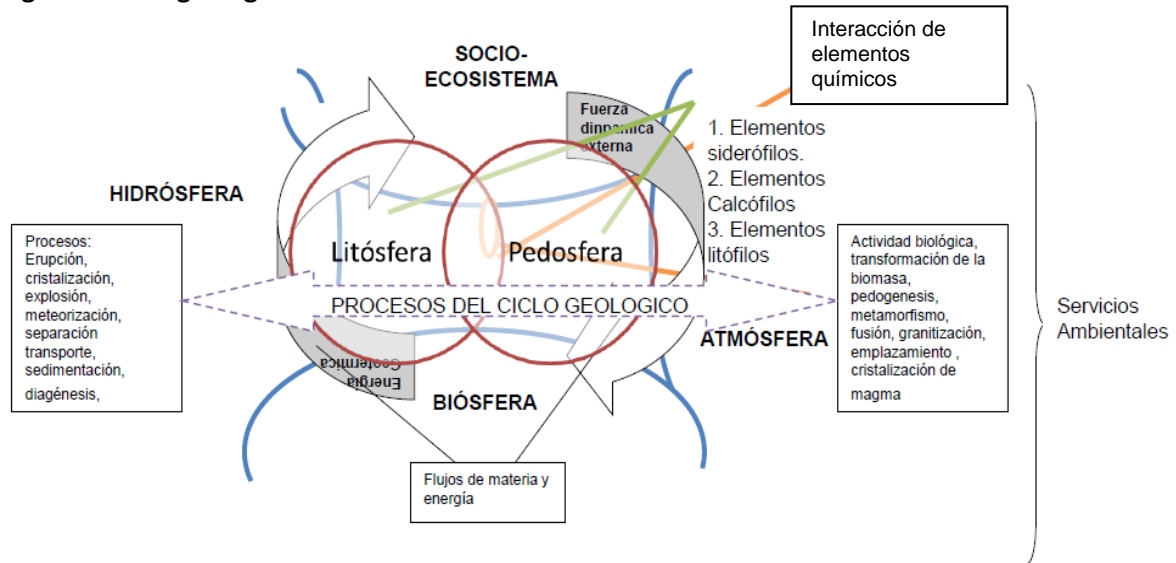 Interacción de
elementos
químicos
SOCIO-
ECOSISTEMA
Fuerza
dinpamica
externa
1. Elementos
siderófilos.
2. Elementos
Calcófilos
3. Elementos
litófilos
HIDRÓSFERA
Procesos:
Erupción,
cristalización,
explosión,
meteorización,
separación
transporte,
sedimentación,
diagénesis,
Litósfera
Pedosfera
PROCESOS DEL CICLO GEOLOGICO
Actividad biológica,
transformación de la
biomasa,
pedogenesis,
metamorfismo,
fusión, granitización,
emplazamiento ,
cristalización de
magma
Servicios
Ambientales
ATMÓSFERA
Energía
Geotérmica
BIÓSFERA
Flujos de materia y
energía